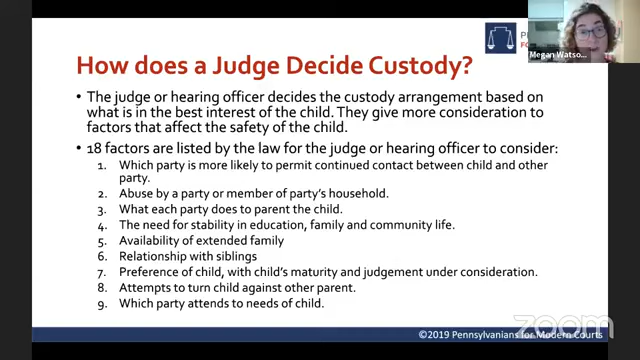 P
FO
Megan Watso...
How does a Judge Decide Custody?
• The judge or hearing officer decides the custody arrangement based on
what is in the best interest of the child. They give more consideration to
factors that affect the safety of the child.
• 18 factors are listed by the law for the judge or hearing officer to consider:
1. Which party is more likely to permit continued contact between child and other
party.
2. Abuse by a party or member of party's household.
3. What each party does to parent the child.
4. The need for stability in education, family and community life.
5. Availability of extended family
6. Relationship with siblings
7. Preference of child, with child's maturity and judgement under consideration.
8. Attempts to turn child against other parent.
9. Which party attends to needs of child.
zoom
©2019 Pennsylvanians for Modern Courts